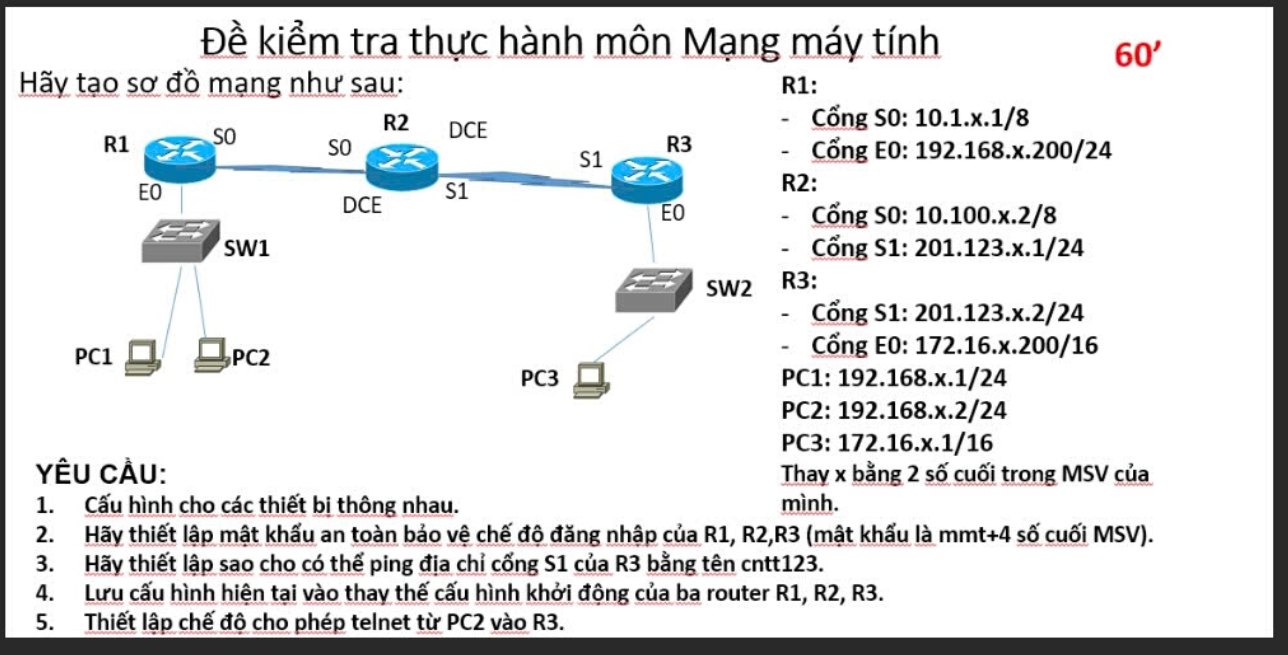 Đề kiểm tra thực hành môn Mạng máy tính
60’
Hãy tạo sơ đồ mạng như sau:
R1
S0
E0
SW1
PC1
PC2
R2
S0
DCE
DCE
S1
R3
S1
E0
SW2
PC3
R1:
- Cổng S0: 10.1.x.1/8
- Cổng E0: 192.168.x.200/24
R2:
- Cổng S0: 10.100.x.2/8
- Cổng S1: 201.123.x.1/24
R3:
- Cổng S1: 201.123.x.2/24
- Cổng E0: 172.16.x.200/16
PC1: 192.168.x.1/24
PC2: 192.168.x.2/24
PC3: 172.16.x.1/16
Thay x bằng 2 số cuối trong MSV của
mình.
YÊU CẦU:
1. Cấu hình cho các thiết bị thông nhau.
2. Hãy thiết lập mật khẩu an toàn bảo vệ chế độ đăng nhập của R1, R2,R3 (mật khẩu là mmt+4 số cuối MSV).
3. Hãy thiết lập sao cho có thể ping địa chỉ cổng S1 của R3 bằng tên cntt123.
4. Lưu cấu hình hiện tại vào thay thế cấu hình khởi động của ba router R1, R2, R3.
5. Thiết lập chế độ cho phép telnet từ PC2 vào R3.